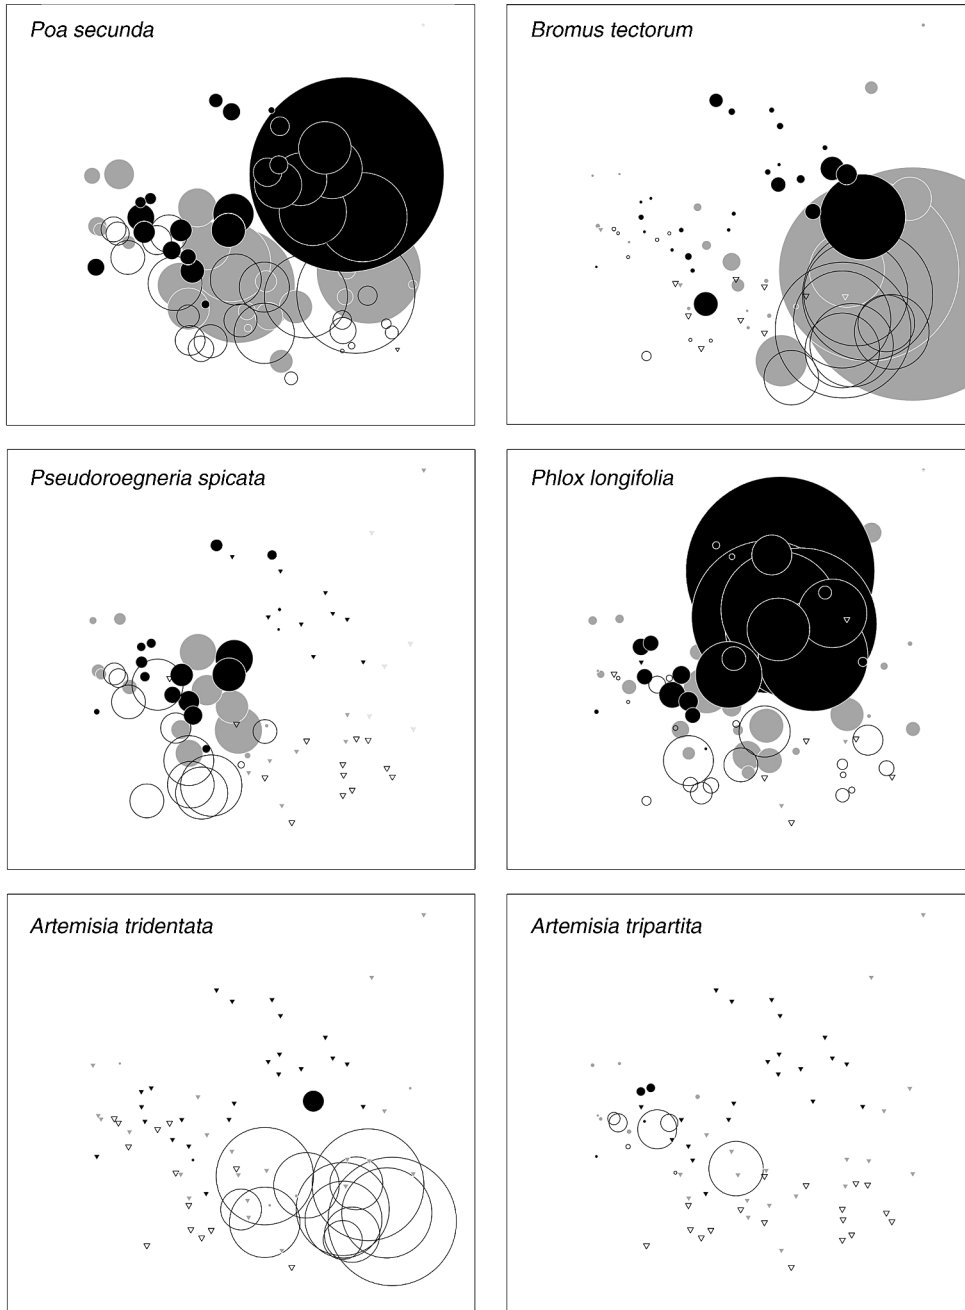 Poa secunda
Bromus tectorum
Pseudoroegneria spicata
Phlox longifolia
Artemisia tridentata
Artemisia tripartita